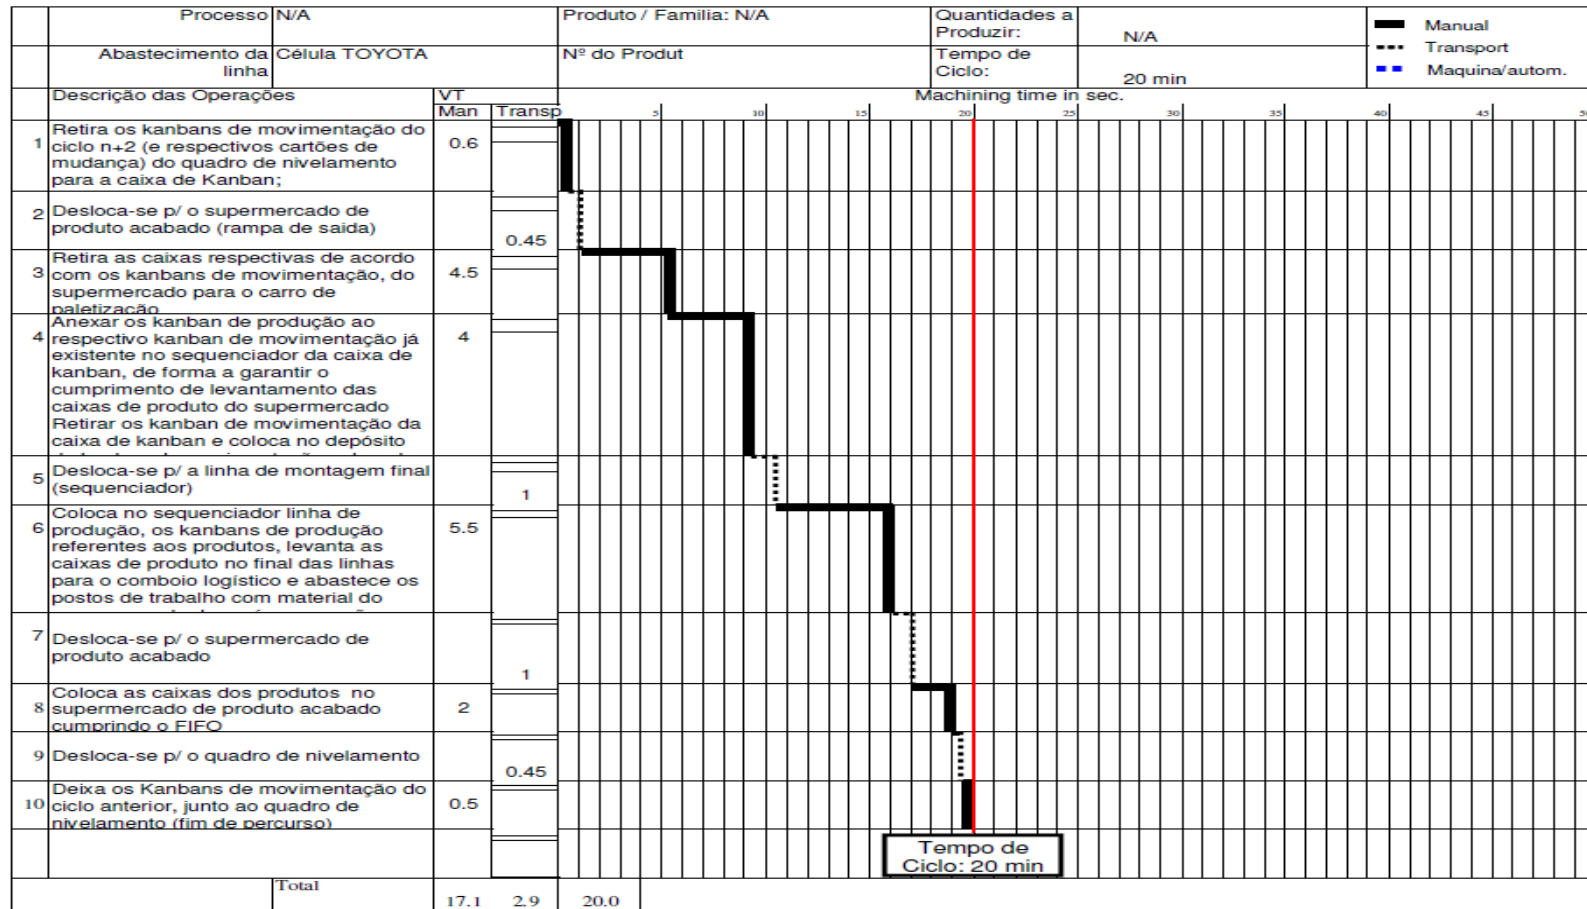 Processo N/A Produto / Familia: N/A Quantidades a Produzir: N/A
Abastecimento da linha Célula TOYOTA Nº do Produt Tempo de Ciclo: 20 min
Manual
Transport
Maquina/autom.
Descrição das Operações VT Machining time in sec.
Man Transp 5 10 15 20 25 30 35 40 45 50
1 Retira os kanbans de movimentação do 0.6
ciclo n+2 (e respectivos cartões de
mudança) do quadro de nivelamento
para a caixa de Kanban;
2 Desloca-se p/ o supermercado de
produto acabado (rampa de saida) 0.45
3 Retira as caixas respectivas de acordo 4.5
com os kanbans de movimentação, do
supermercado para o carro de
paletização
4 Anexar os kanban de produção ao 4
respectivo kanban de movimentação já
existente no sequenciador da caixa de
kanban, de forma a garantir o
cumprimento de levantamento das
caixas de produto do supermercado
Retirar os kanban de movimentação da
caixa de kanban e coloca no depósito
5 Desloca-se p/ a linha de montagem final
(sequenciador) 1
6 Coloca no sequenciador linha de 5.5
produção, os kanbans de produção
referentes aos produtos, levanta as
caixas de produto no final das linhas
para o comboio logístico e abastece os
postos de trabalho com material do
7 Desloca-se p/ o supermercado de
produto acabado 1
8 Coloca as caixas dos produtos no 2
supermercado de produto acabado
cumprindo o FIFO
9 Desloca-se p/ o quadro de nivelamento 0.45
10 Deixa os Kanbans de movimentação do 0.5
ciclo anterior, junto ao quadro de
nivelamento (fim de percurso)
Tempo de
Ciclo: 20 min
Total 17.1 2.9 20.0